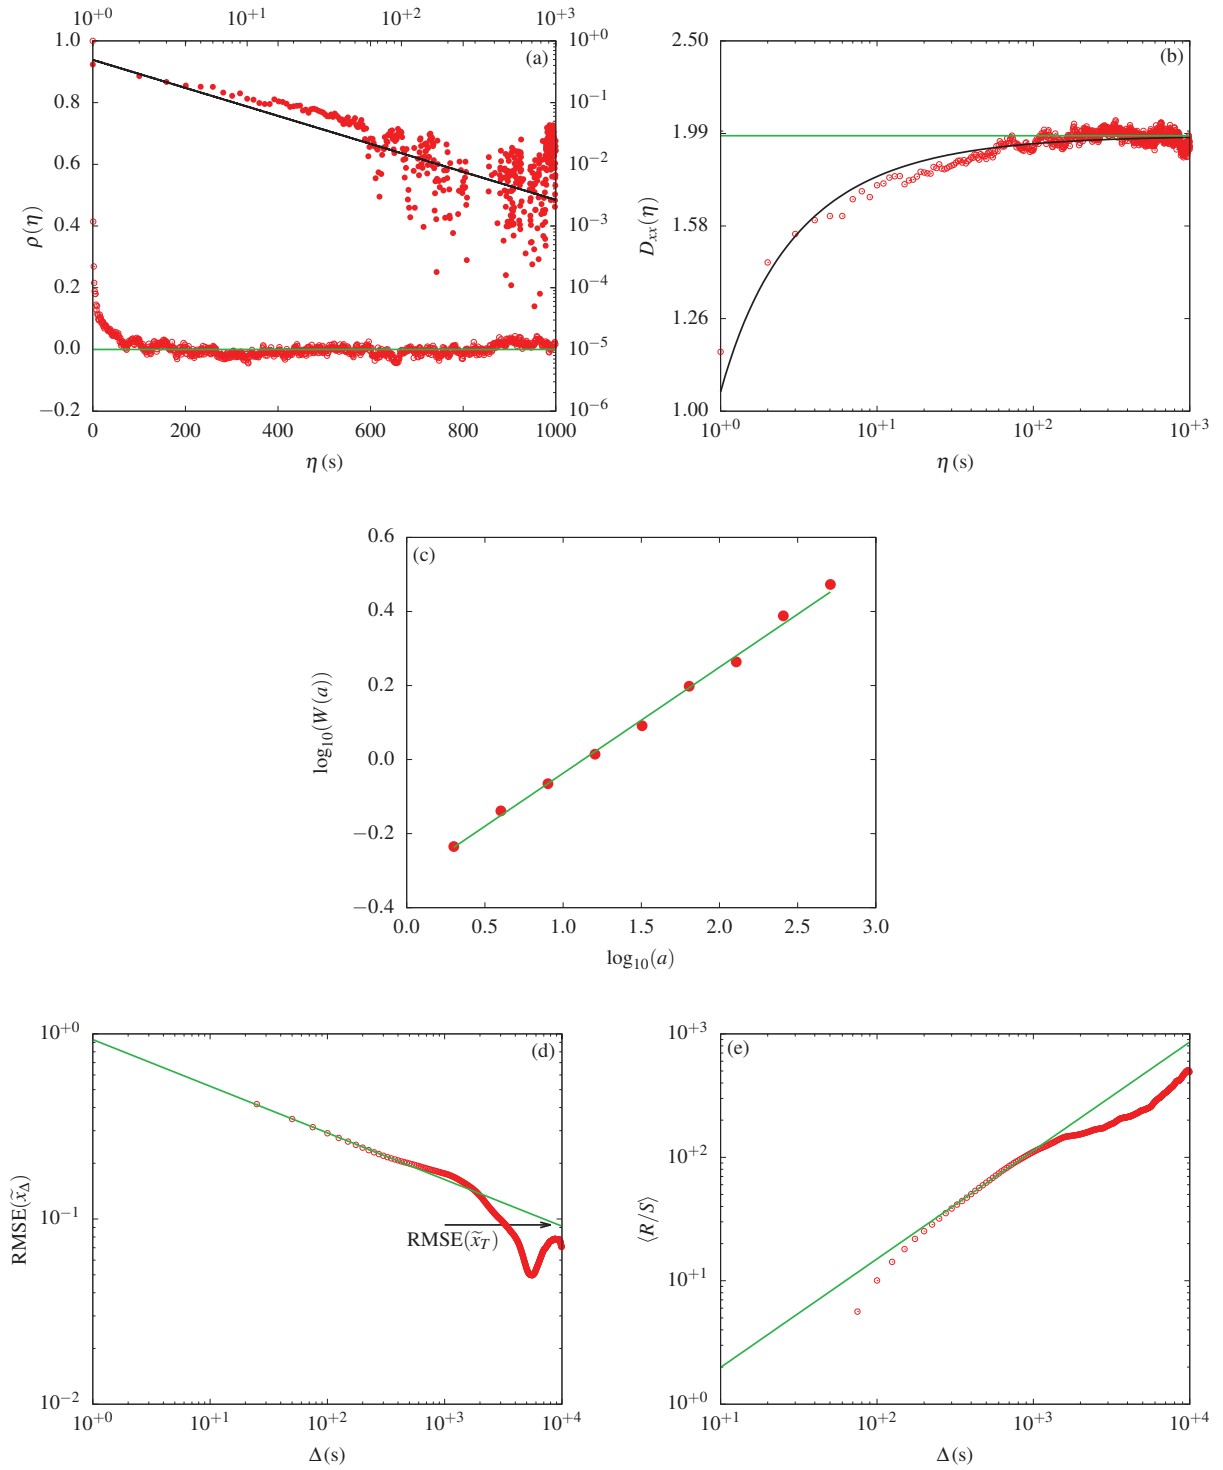 10⁺⁰ 10⁺¹ 10⁺² 10⁺³
1.0 0.8 0.6 0.4 0.2 0.0 −0.2
ρ(η)
(a)
10⁺⁰ 10⁻¹ 10⁻² 10⁻³ 10⁻⁴ 10⁻⁵ 10⁻⁶
0 200 400 600 800 1000
η (s)
2.50 1.99 1.58 1.26 1.00
Dₓₓ(η)
(b)
10⁺⁰ 10⁺¹ 10⁺² 10⁺³
η (s)
0.6 0.4 0.2 0.0 −0.2 −0.4
log₁₀(W(a))
(c)
0.0 0.5 1.0 1.5 2.0 2.5 3.0
log₁₀(a)
10⁺⁰ 10⁻¹ 10⁻²
RMSE(x̃_Δ)
(d)
RMSE(x̃_T)
10⁺⁰ 10⁺¹ 10⁺² 10⁺³ 10⁺⁴
Δ(s)
10⁺³ 10⁺² 10⁺¹ 10⁺⁰
⟨R/S⟩
(e)
10⁺¹ 10⁺² 10⁺³ 10⁺⁴
Δ(s)